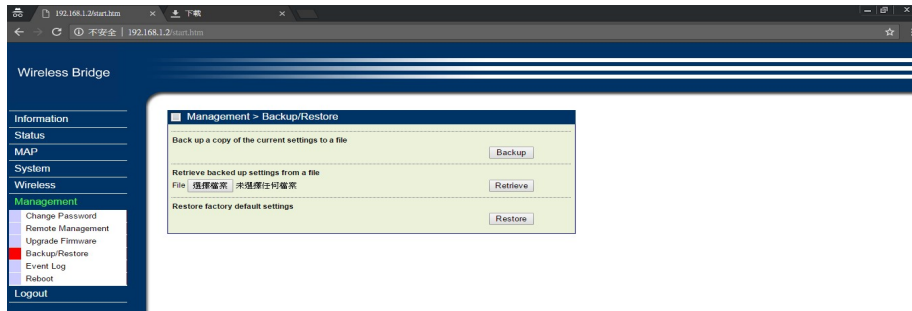 192.168.1.2/start.htm
下載
不安全 | 192.168.1.2/start.htm
Wireless Bridge
Information
Status
MAP
System
Wireless
Management
Change Password
Remote Management
Upgrade Firmware
Backup/Restore
Event Log
Reboot
Logout
Management > Backup/Restore
Back up a copy of the current settings to a file
Backup
Retrieve backed up settings from a file
File 選擇檔案 未選擇任何檔案 Retrieve
Restore factory default settings
Restore